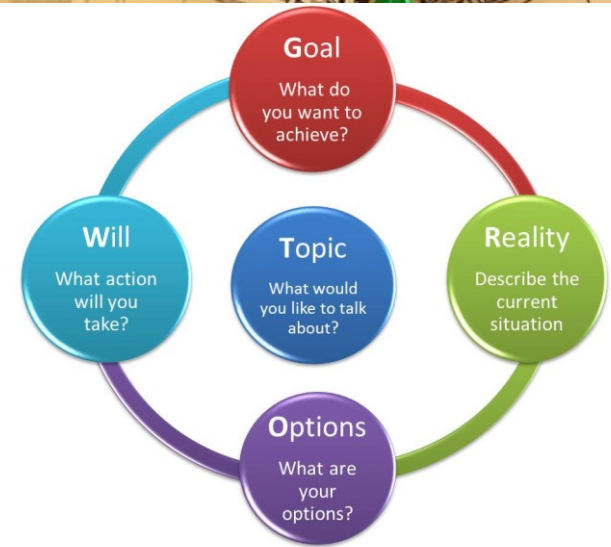 Goal
What do
you want to
achieve?
Will
What action
will you
take?
Topic
What would
you like to talk
about?
Reality
Describe the
current
situation
Options
What are
your
options?